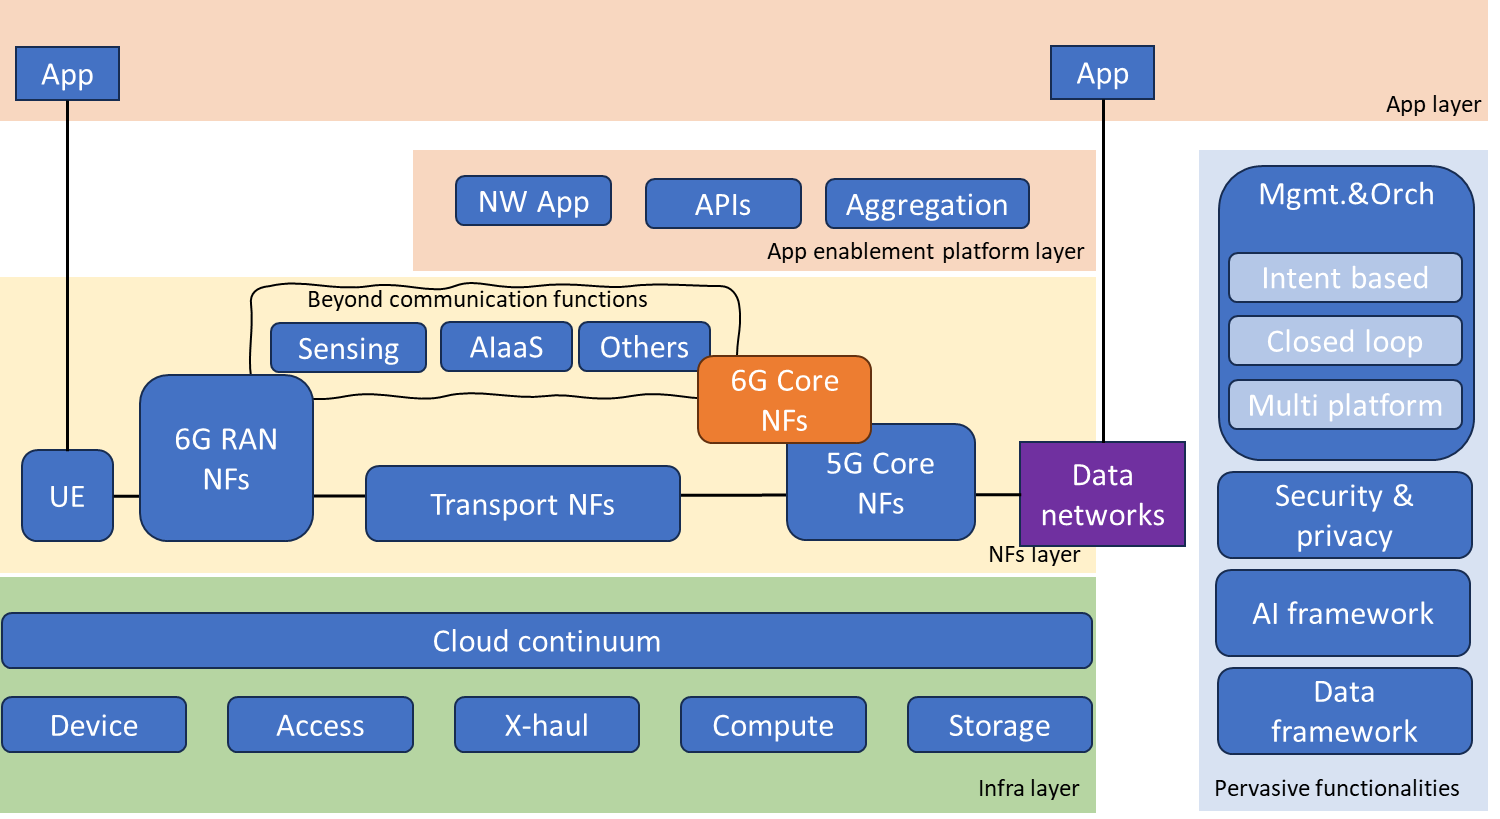 App
App
App layer
NW App
APIs
Aggregation
App enablement platform layer
Beyond communication functions
Sensing
AIaaS
Others
6G Core
NFs
6G RAN
NFs
UE
Transport NFs
5G Core
NFs
Data
networks
NFs layer
Cloud continuum
Device
Access
X-haul
Compute
Storage
Infra layer
Mgmt.&Orch
Intent based
Closed loop
Multi platform
Security &
privacy
AI framework
Data
framework
Pervasive functionalities